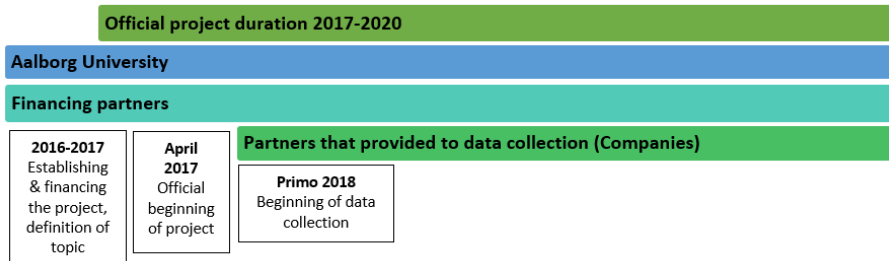 Official project duration 2017-2020
Aalborg University
Financing partners
Partners that provided to data collection (Companies)
2016-2017
Establishing
& financing
the project,
definition of
topic
April
2017
Official
beginning
of project
Primo 2018
Beginning of data
collection